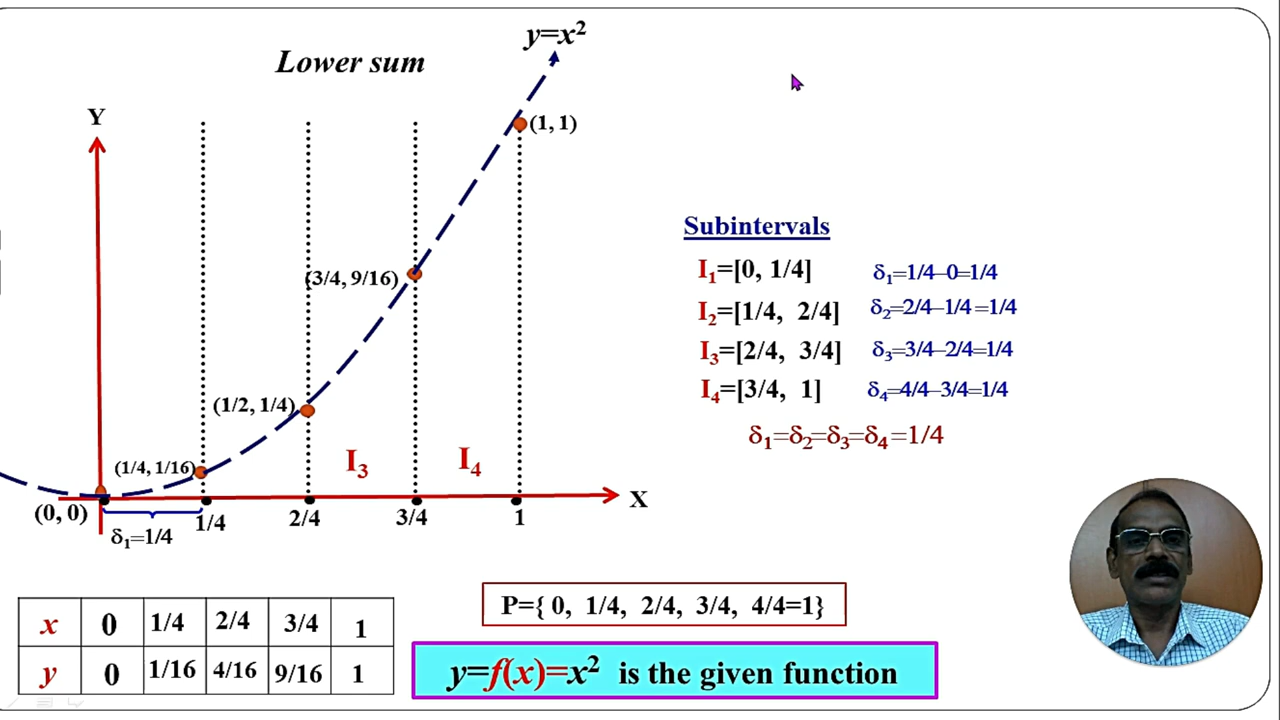 y=x²
Lower sum
Y
(1, 1)
(3/4, 9/16)
(1/2, 1/4)
(1/4, 1/16)
I₃
I₄
X
(0, 0)
1/4
2/4
3/4
1
δ₁=1/4
Subintervals
I₁=[0, 1/4] δ₁=1/4–0=1/4
I₂=[1/4, 2/4] δ₂=2/4–1/4=1/4
I₃=[2/4, 3/4] δ₃=3/4–2/4=1/4
I₄=[3/4, 1] δ₄=4/4–3/4=1/4
δ₁=δ₂=δ₃=δ₄=1/4
x 0 1/4 2/4 3/4 1
y 0 1/16 4/16 9/16 1
P={ 0, 1/4, 2/4, 3/4, 4/4=1}
y=f(x)=x² is the given function